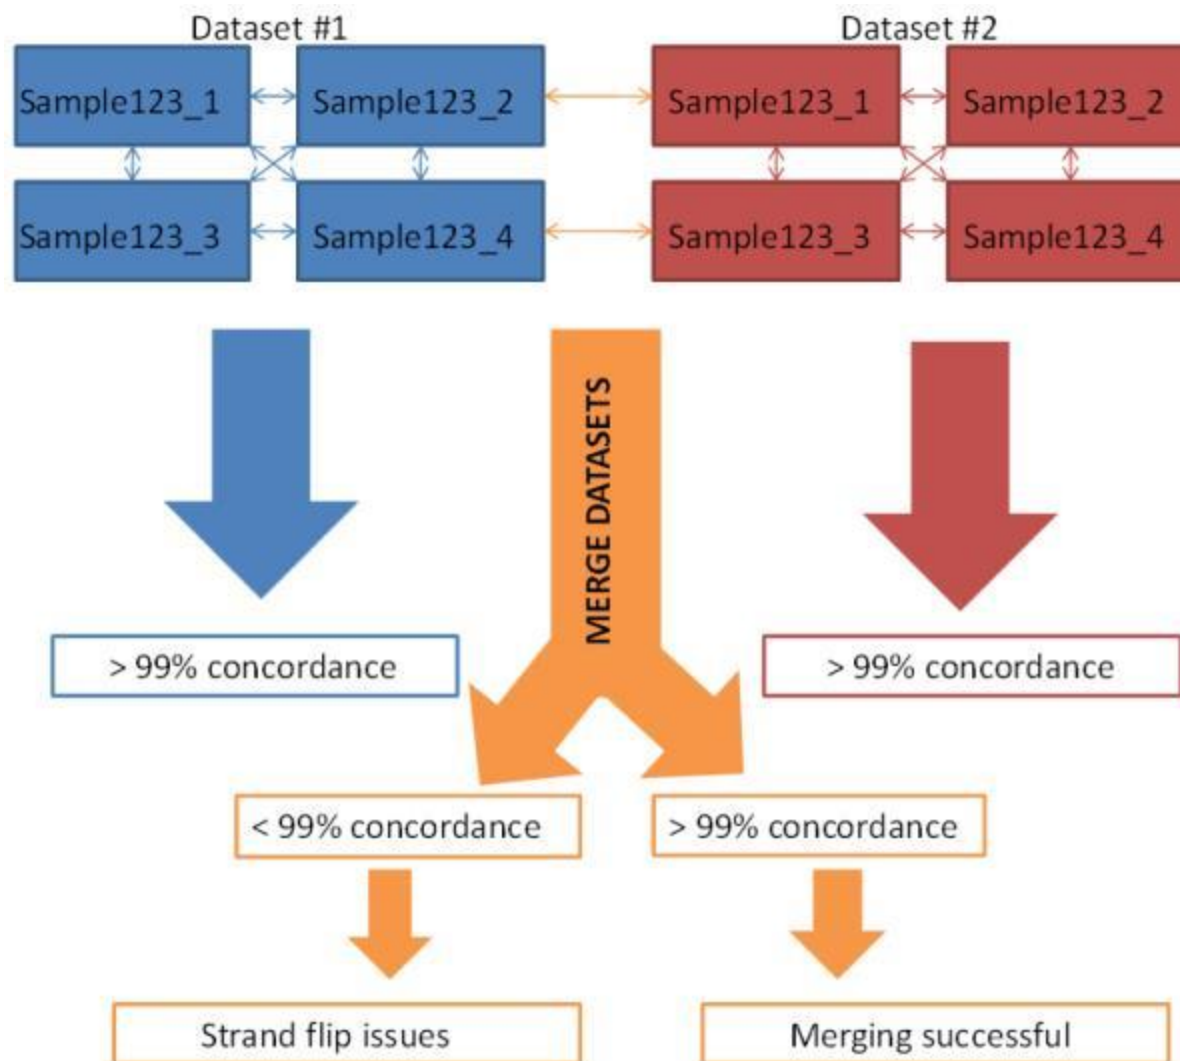 Dataset #1
Dataset #2
Sample123_1
Sample123_2
Sample123_1
Sample123_2
Sample123_3
Sample123_4
Sample123_3
Sample123_4
MERGE DATASETS
> 99% concordance
> 99% concordance
< 99% concordance
> 99% concordance
Strand flip issues
Merging successful